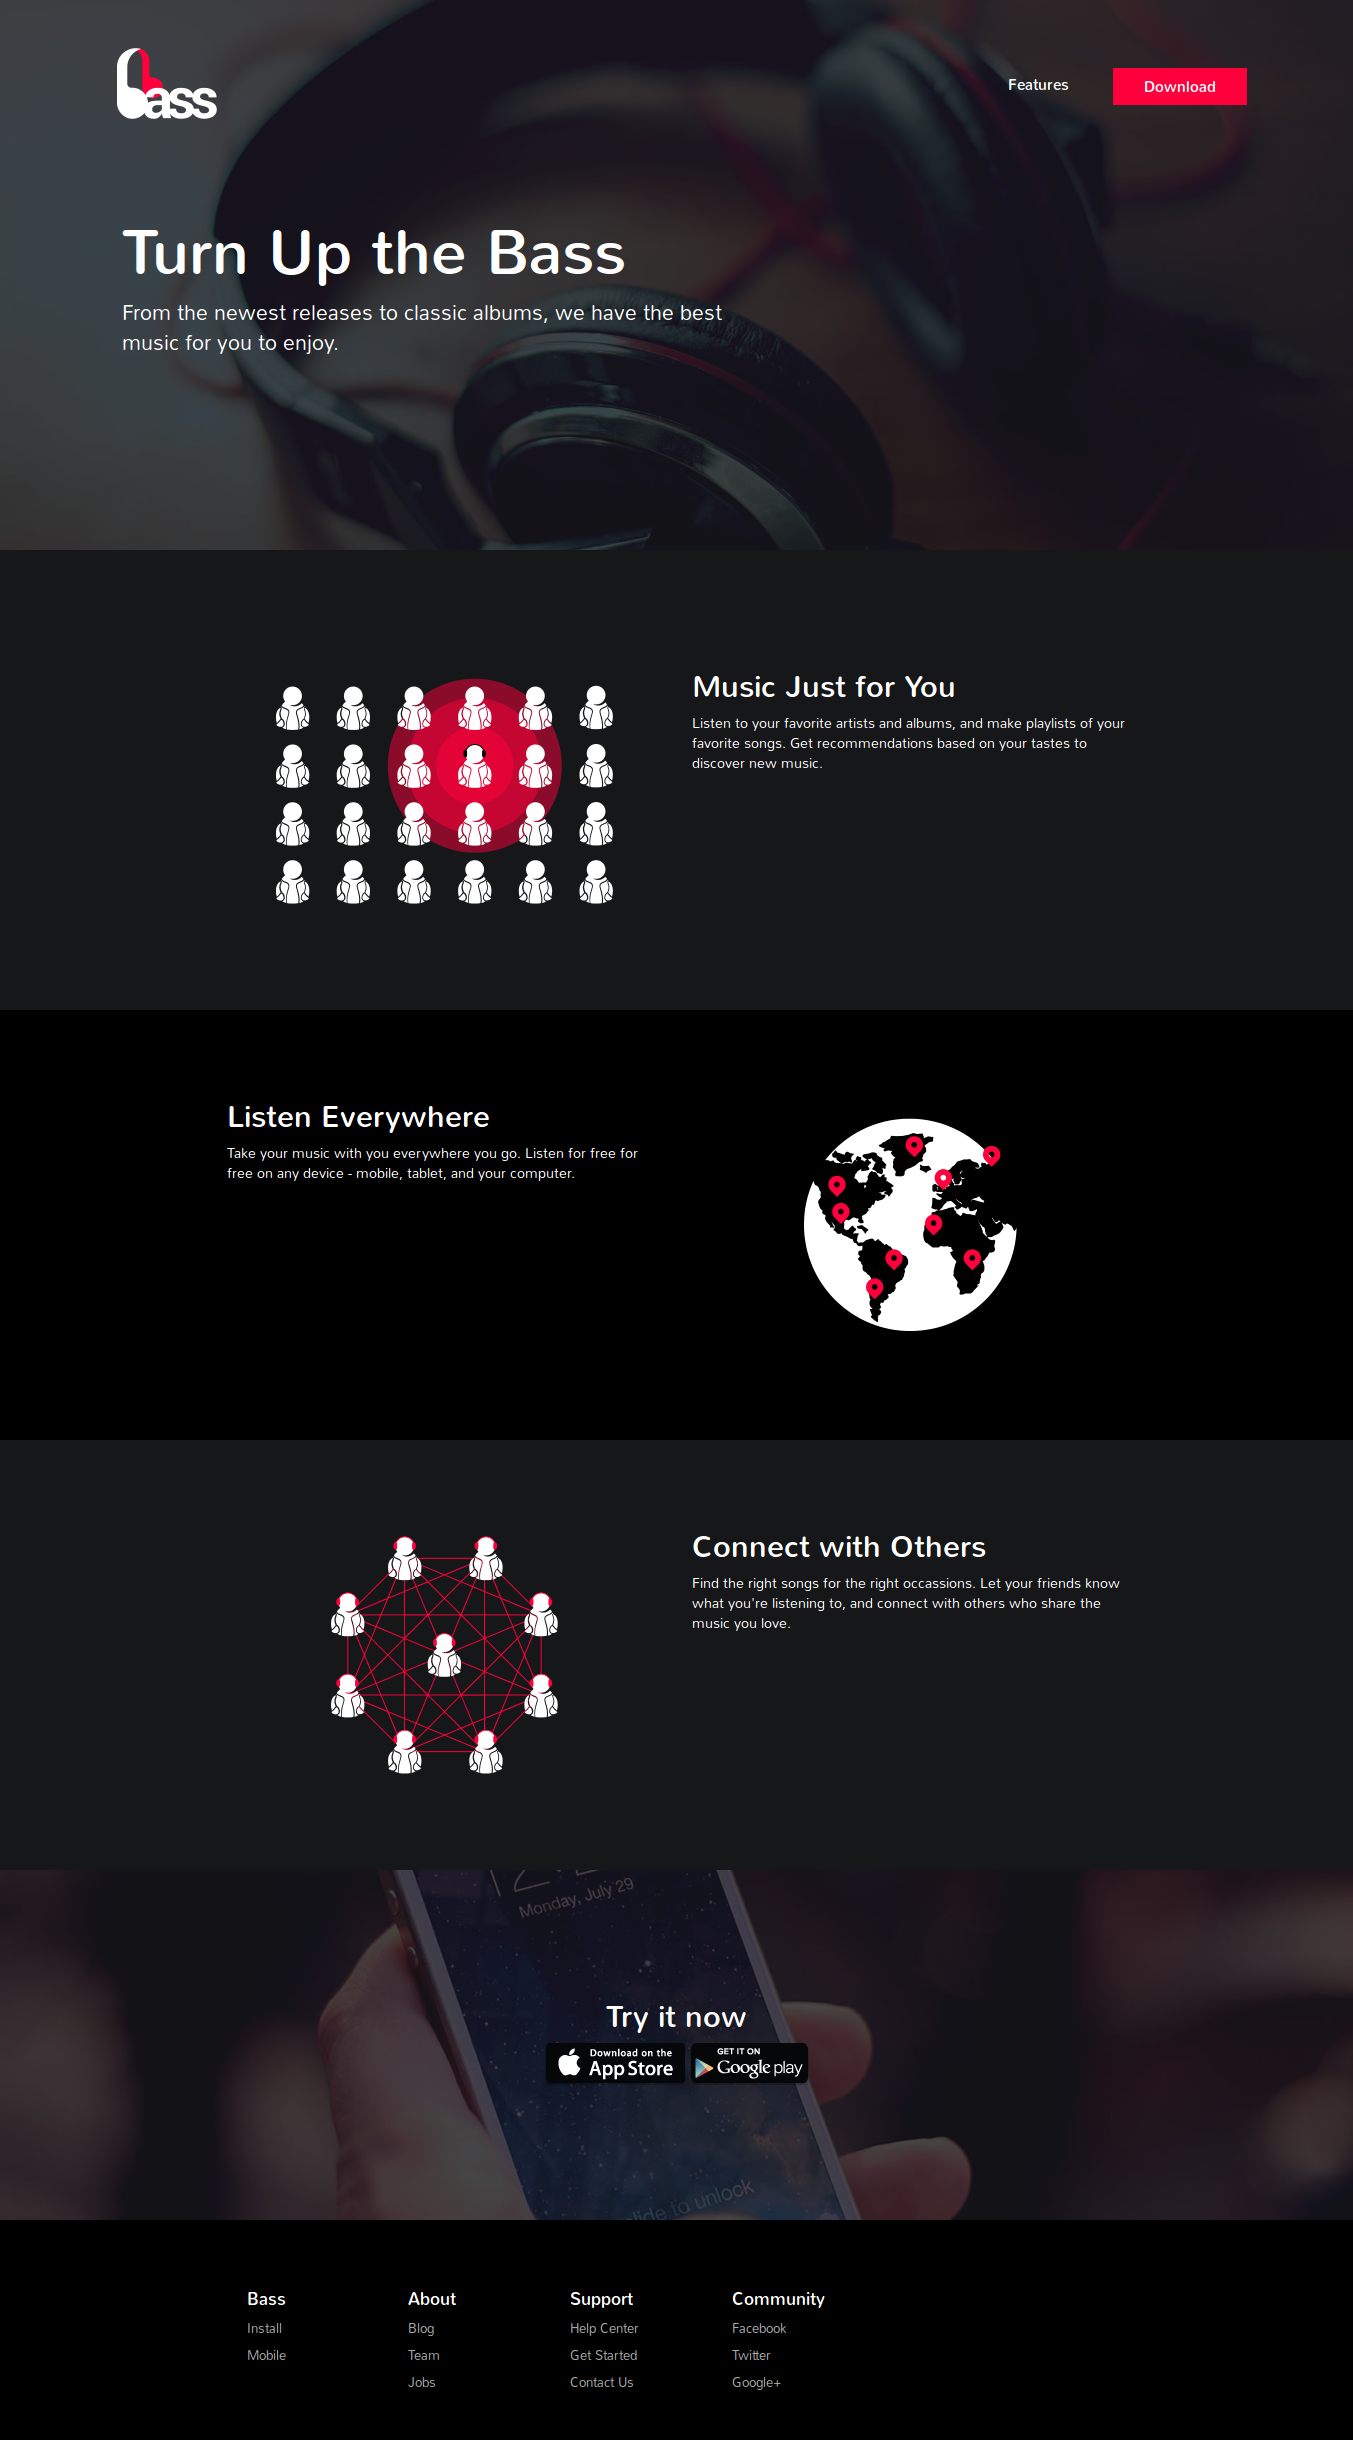 bass
Features
Download
Turn Up the Bass
From the newest releases to classic albums, we have the best
music for you to enjoy.
Music Just for You
Listen to your favorite artists and albums, and make playlists of your
favorite songs. Get recommendations based on your tastes to
discover new music.
Listen Everywhere
Take your music with you everywhere you go. Listen for free for
free on any device - mobile, tablet, and your computer.
Connect with Others
Find the right songs for the right occassions. Let your friends know
what you're listening to, and connect with others who share the
music you love.
Monday, July 29
Try it now
Download on the
App Store
GET IT ON
Google play
to unlock
Bass
Install
Mobile
About
Blog
Team
Jobs
Support
Help Center
Get Started
Contact Us
Community
Facebook
Twitter
Google+